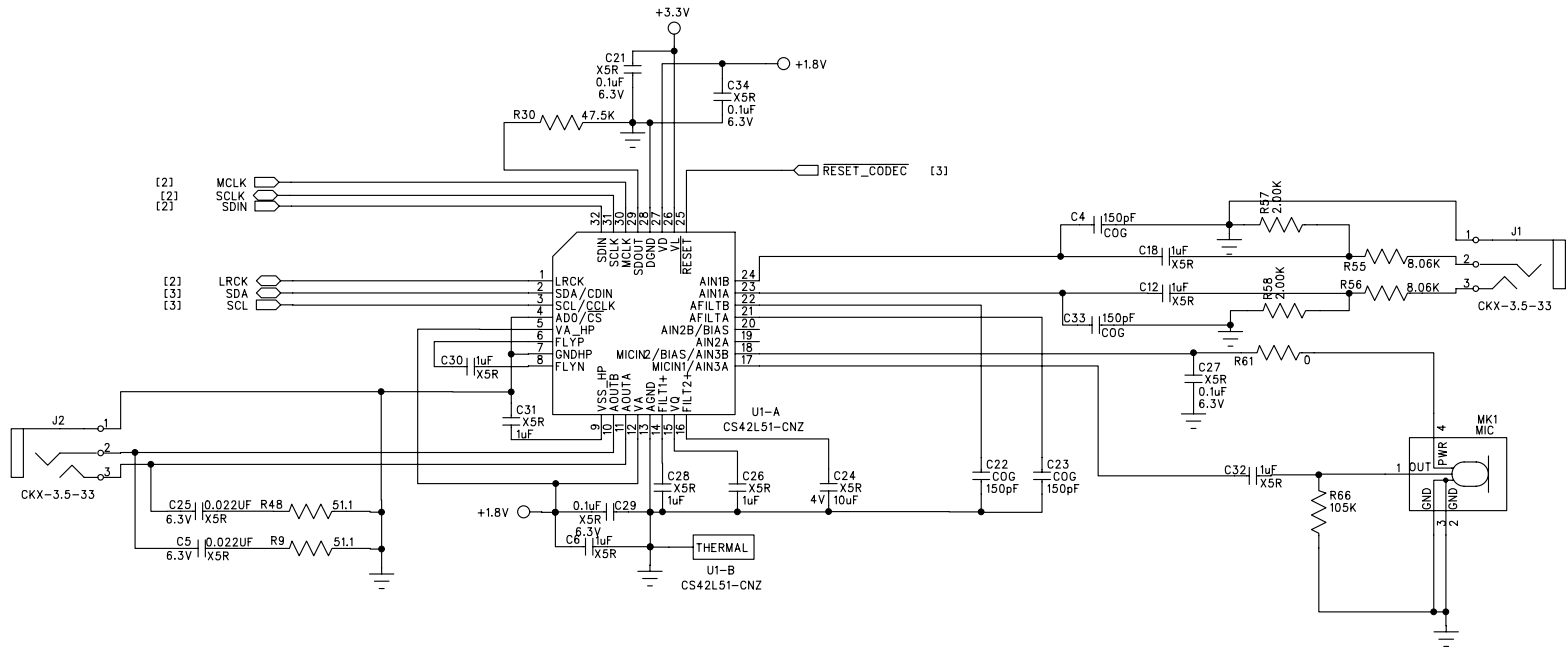 +3.3V
C21
X5R
0.1uF
6.3V
+1.8V
C34
X5R
0.1uF
6.3V
R30
47.5K
RESET_CODEC [3]
[2] MCLK
[2] SCLK
[2] SDIN
32
31
30
29
28
27
26
25
SDIN
SCLK
MCLK
SDOUT
DGND
VD
VL
RESET
[2] LRCK
[3] SDA
[3] SCL
1 LRCK
2 SDA/CDIN
3 SCL/CCLK
4 AD0/CS
5 VA_HP
6 FLYP
7 GNDHP
8 FLYN
AIN1B 24
AIN1A 23
AFILTB 22
AFILTA 21
AIN2B/BIAS 20
AIN2A 19
MICIN2/BIAS/AIN3B 18
MICIN1/AIN3A 17
VSS_HP
AOUTB
AOUTA
VA
AGND
FILT1+
VQ
FILT2+
9
10
11
12
13
14
15
16
U1-A
CS42L51-CNZ
C4
150pF
COG
R57
2.00K
C18
1uF
X5R
R55
8.06K
C12
1uF
X5R
R58
2.00K
R56
8.06K
C33
150pF
COG
1
2
3
J1
CKX-3.5-33
C30
1uF
X5R
C31
X5R
1uF
R61
0
C27
X5R
0.1uF
6.3V
J2
1
2
3
CKX-3.5-33
C25
6.3V
0.022UF
X5R
R48
51.1
C5
6.3V
0.022UF
X5R
R9
51.1
+1.8V
0.1uF
X5R
6.3V
C29
C6
1uF
X5R
C28
X5R
1uF
C26
X5R
1uF
C24
X5R
10uF
4V
C22
COG
150pF
C23
COG
150pF
THERMAL
U1-B
CS42L51-CNZ
C32
1uF
X5R
R66
105K
MK1
MIC
4
PWR
1 OUT
GND
GND
3
2